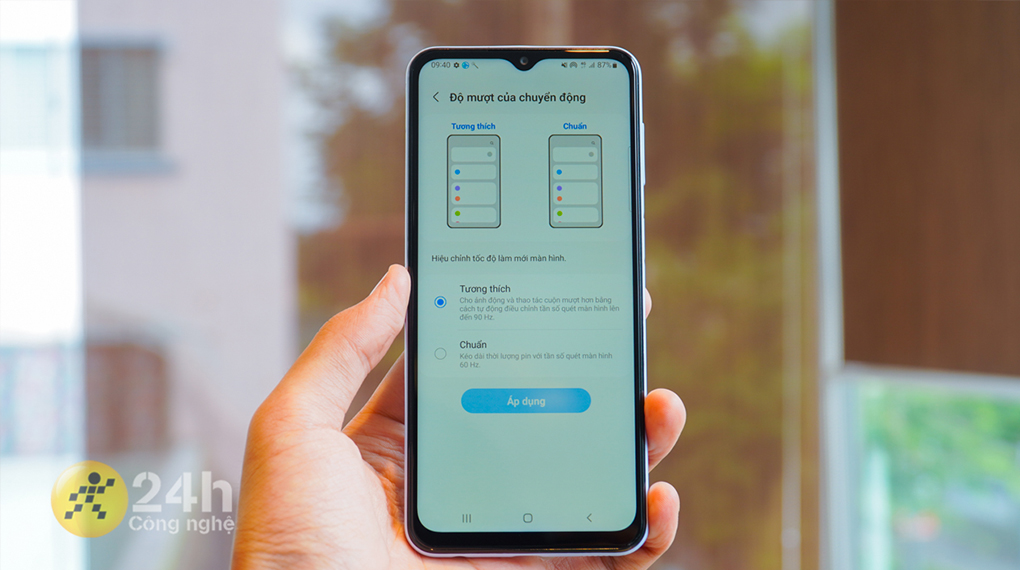 09:40
87%
Độ mượt của chuyển động
Tương thích
Chuẩn
Hiệu chỉnh tốc độ làm mới màn hình.
Tương thích
Cho ảnh động và thao tác cuộn mượt hơn bằng
cách tự động điều chỉnh tần số quét màn hình lên
đến 90 Hz.
Chuẩn
Kéo dài thời lượng pin với tần số quét màn hình
60 Hz.
Áp dụng
24h
Công nghệ